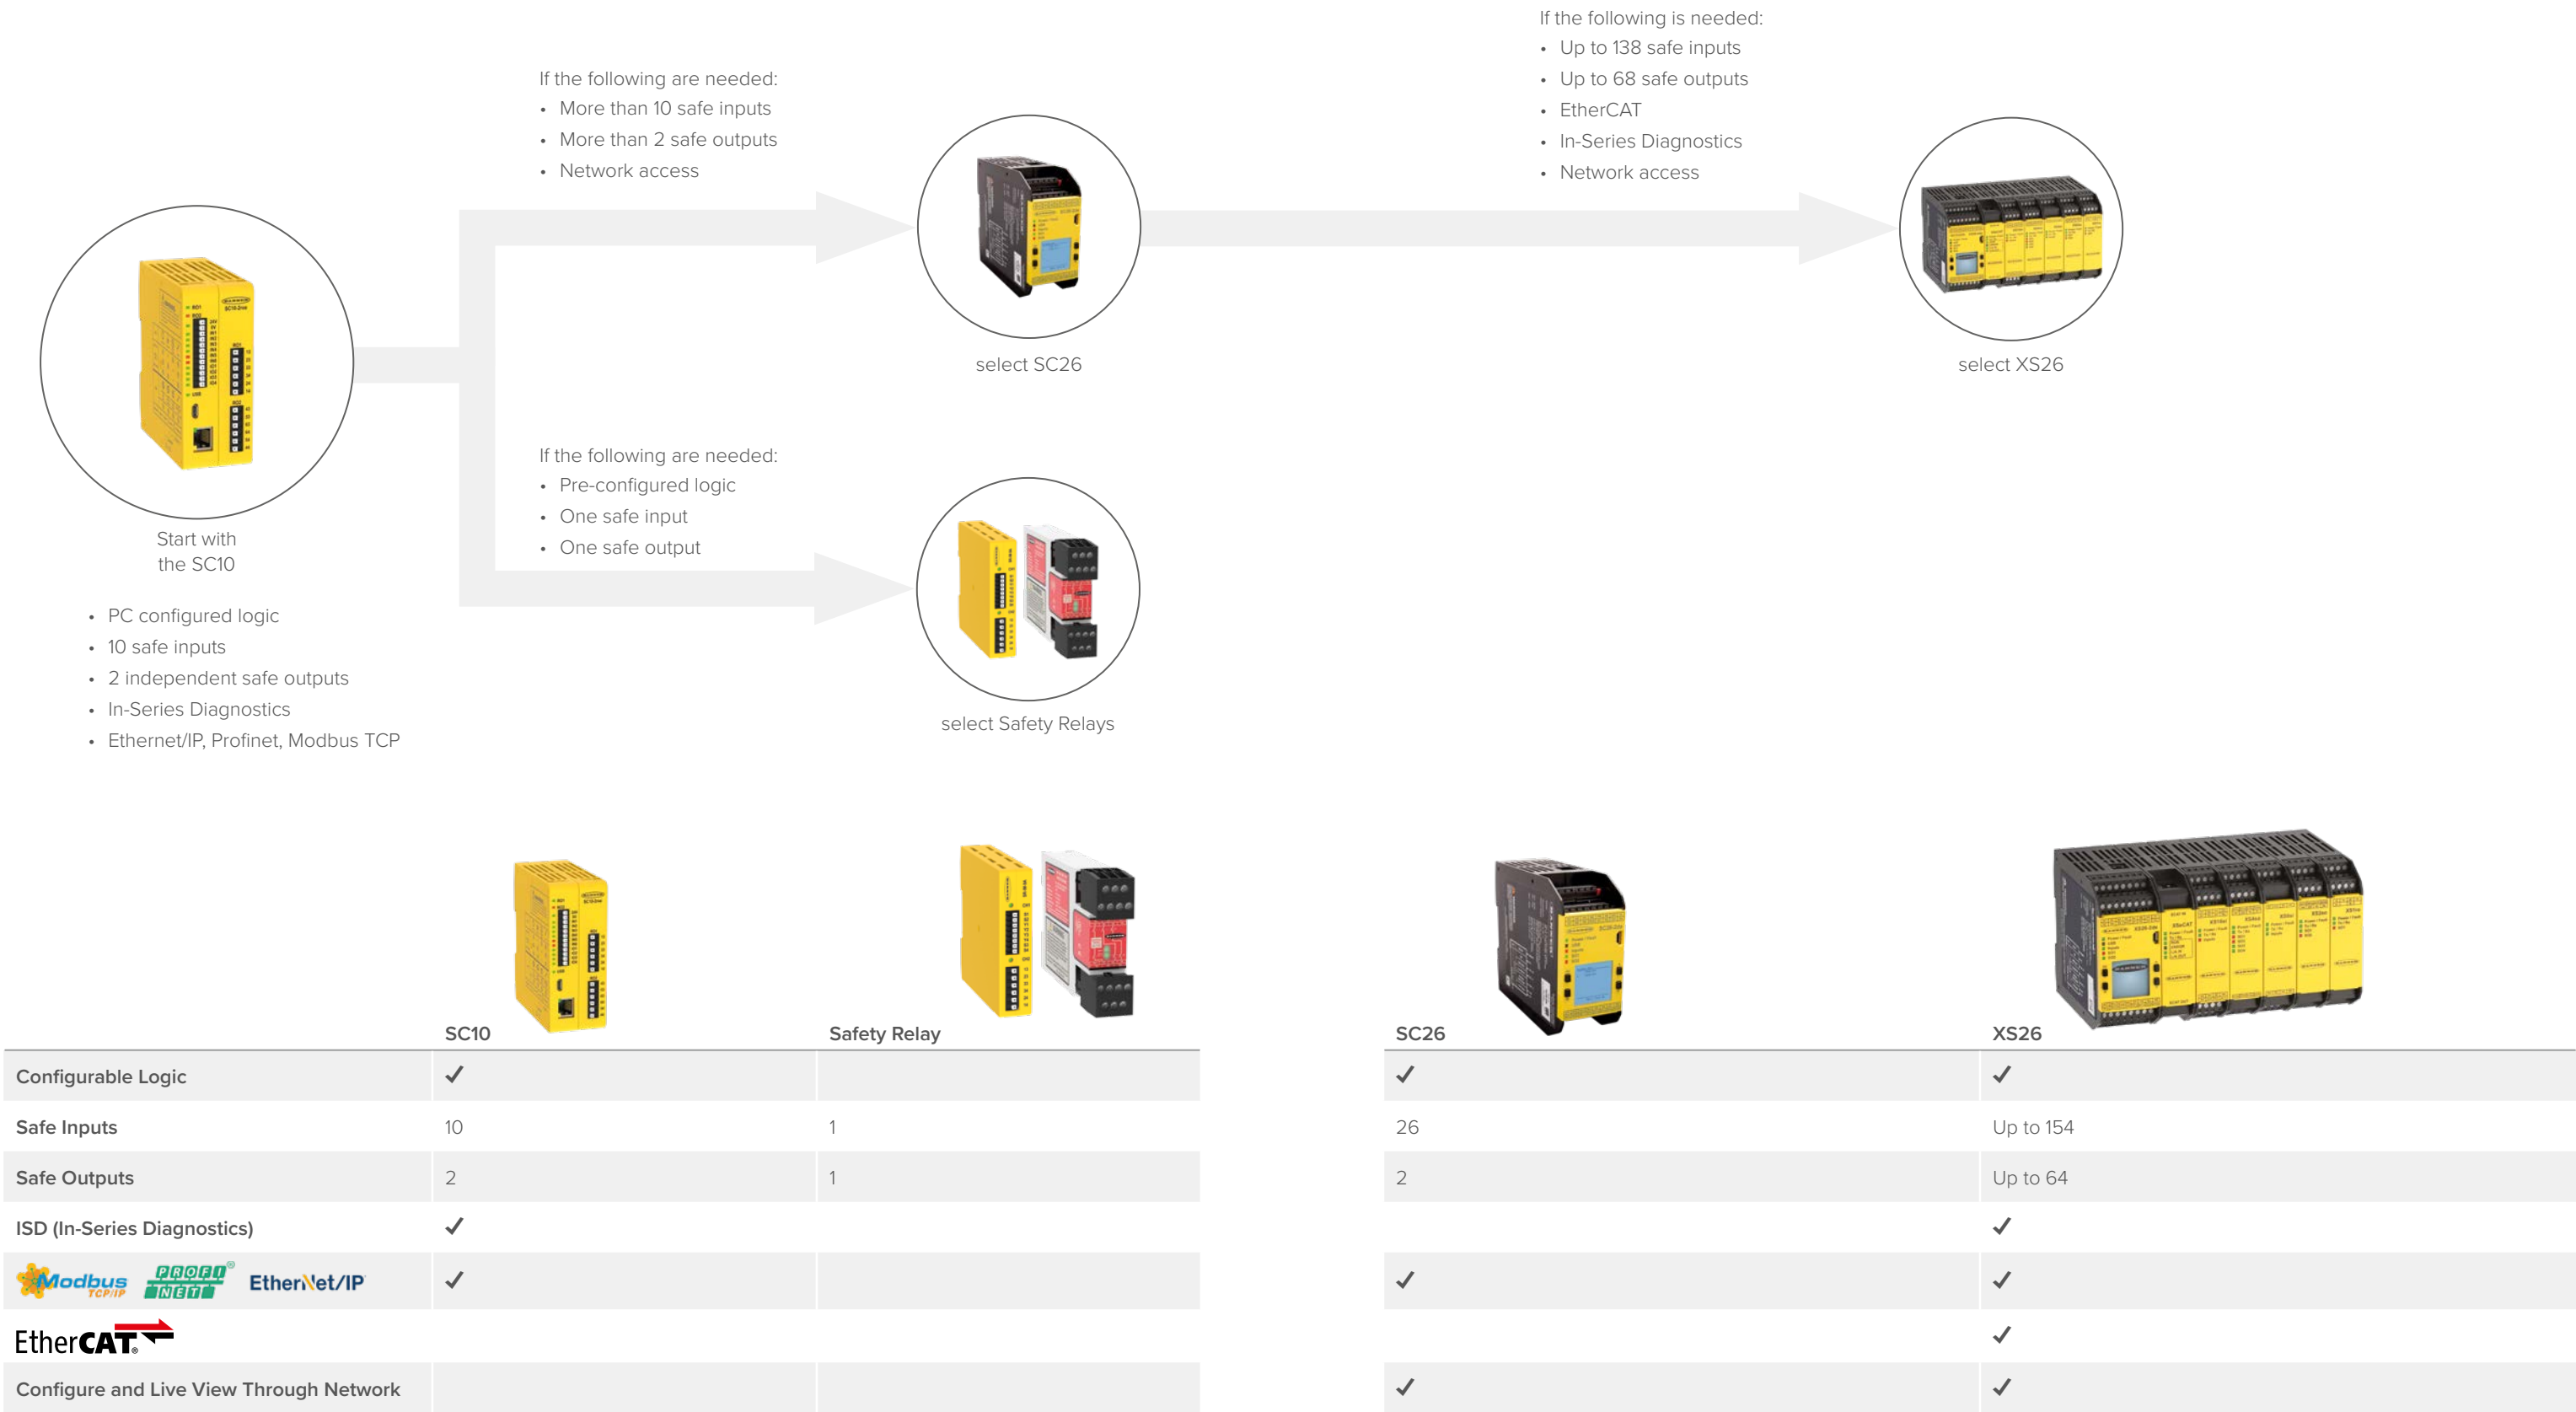 If the following is needed:
• Up to 138 safe inputs
• Up to 68 safe outputs
• EtherCAT
• In-Series Diagnostics
• Network access
If the following are needed:
• More than 10 safe inputs
• More than 2 safe outputs
• Network access
select SC26
select XS26
If the following are needed:
• Pre-configured logic
• One safe input
• One safe output
select Safety Relays
Start with
the SC10
• PC configured logic
• 10 safe inputs
• 2 independent safe outputs
• In-Series Diagnostics
• Ethernet/IP, Profinet, Modbus TCP
SC10 Safety Relay SC26 XS26
Configurable Logic ✓ ✓ ✓
Safe Inputs 10 1 26 Up to 154
Safe Outputs 2 1 2 Up to 64
ISD (In-Series Diagnostics) ✓ ✓
Modbus TCP/IP PROFINET® EtherNet/IP ✓ ✓ ✓
EtherCAT® ✓
Configure and Live View Through Network ✓ ✓